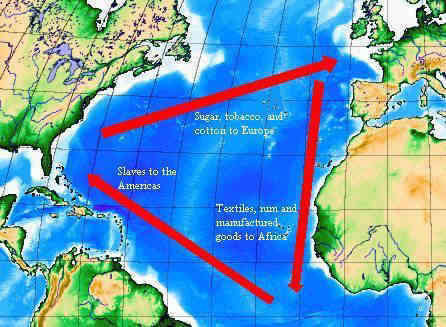 Sugar, tobacco, and
cotton to Europe
Slaves to the
Americas
Textiles, rum and
manufactured
goods to Africa